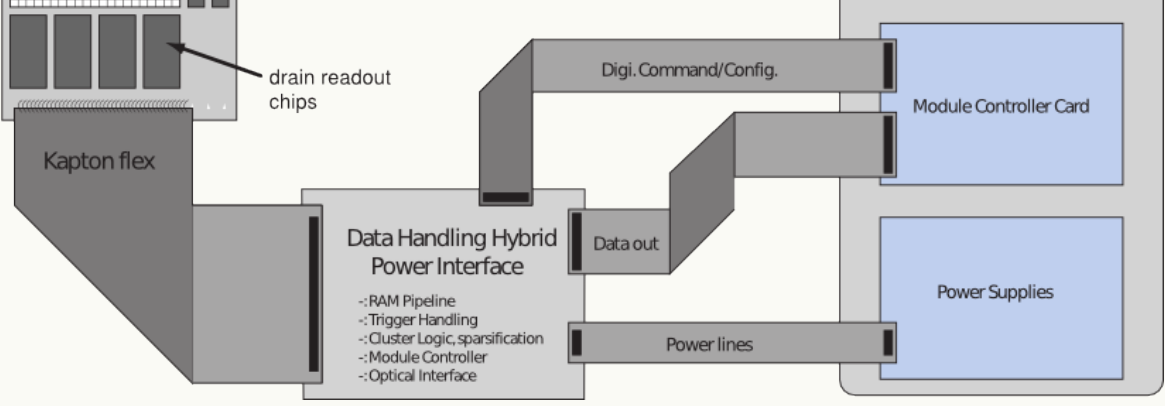 drain readout
chips
Kapton flex
Digi. Command/Config.
Module Controller Card
Data Handling Hybrid
Power Interface
-:RAM Pipeline
-:Trigger Handling
-:Cluster Logic, sparsification
-:Module Controller
-:Optical Interface
Data out
Power lines
Power Supplies